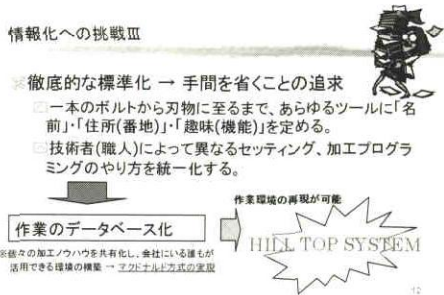 情報化への挑戦Ⅲ
徹底的な標準化 → 手間を省くことの追求
一本のボルトから刃物に至るまで、あらゆるツールに「名
前」・「住所(番地)」・「趣味(機能)」を定める。
技術者(職人)によって異なるセッティング、加工プログラ
ミングのやり方を統一化する。
作業環境の再現が可能
作業のデータベース化
HILL TOP SYSTEM
※個々の加工ノウハウを共有化し、会社にいる誰もが
活用できる環境の構築 → マクドナルド方式の実現
12